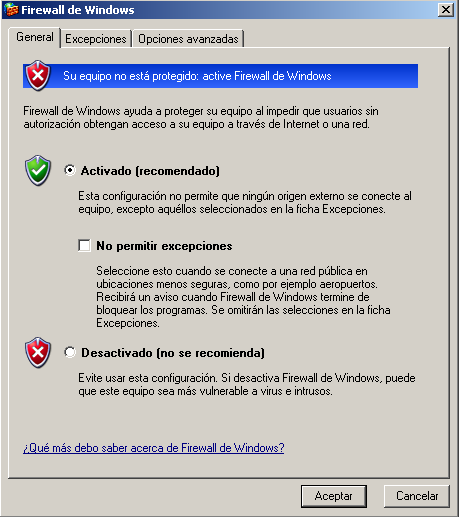 Firewall de Windows
General
Excepciones
Opciones avanzadas
Su equipo no está protegido: active Firewall de Windows
Firewall de Windows ayuda a proteger su equipo al impedir que usuarios sin
autorización obtengan acceso a su equipo a través de Internet o una red.
Activado (recomendado)
Esta configuración no permite que ningún origen externo se conecte al
equipo, excepto aquéllos seleccionados en la ficha Excepciones.
No permitir excepciones
Seleccione esto cuando se conecte a una red pública en
ubicaciones menos seguras, como por ejemplo aeropuertos.
Recibirá un aviso cuando Firewall de Windows termine de
bloquear los programas. Se omitirán las selecciones en la ficha
Excepciones.
Desactivado (no se recomienda)
Evite usar esta configuración. Si desactiva Firewall de Windows, puede
que este equipo sea más vulnerable a virus e intrusos.
¿Qué más debo saber acerca de Firewall de Windows?
Aceptar
Cancelar